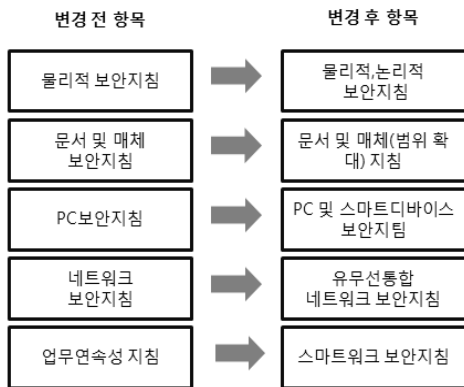 변경 전 항목
변경 후 항목
물리적 보안지침
물리적,논리적
보안지침
문서 및 매체
보안지침
문서 및 매체(범위 확
대) 지침
PC보안지침
PC 및 스마트디바이스
보안지팀
네트워크
보안지침
유무선통합
네트워크 보안지침
업무연속성 지침
스마트워크 보안지침